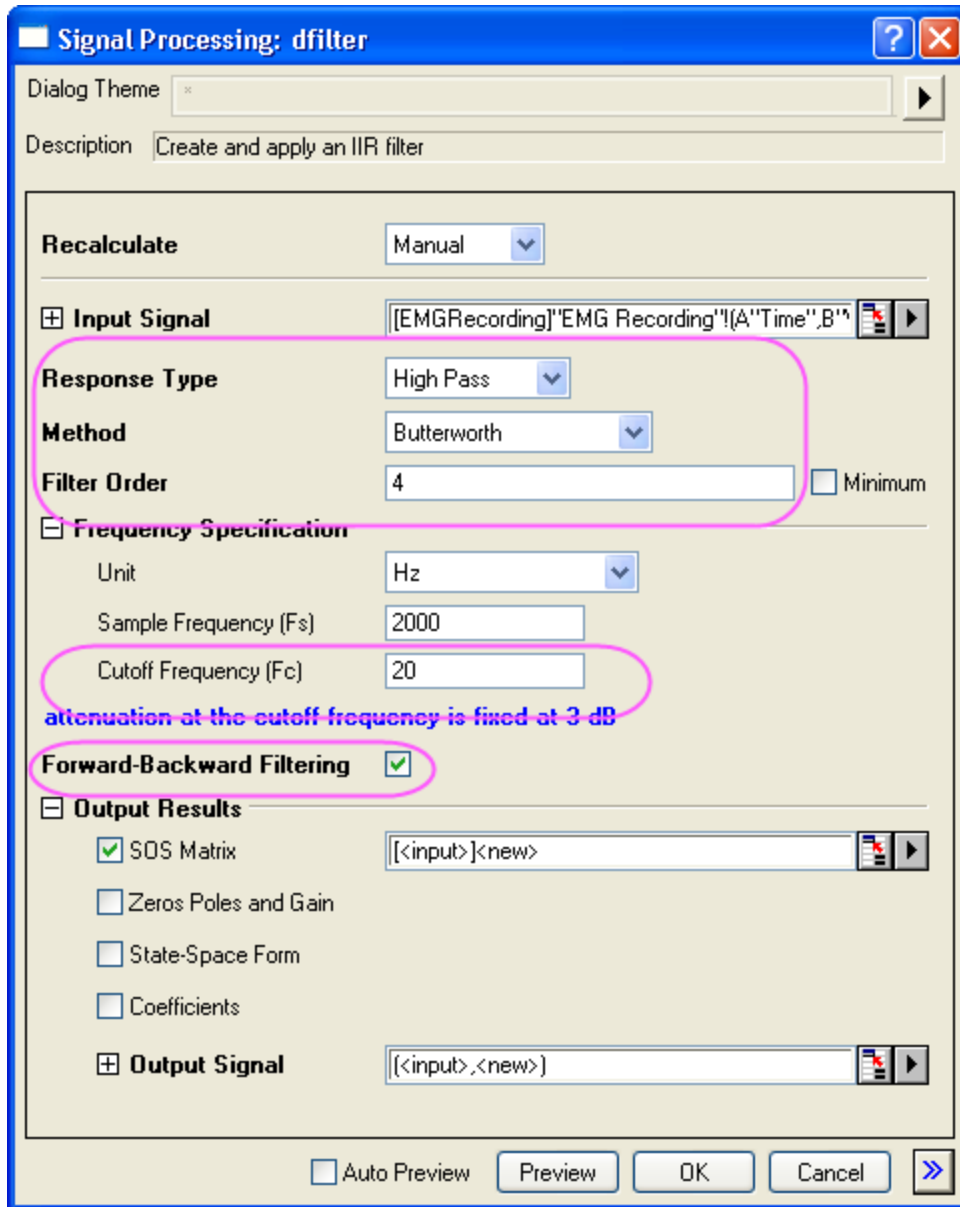 Signal Processing: dfilter
Dialog Theme *
Description Create and apply an IIR filter
Recalculate Manual
Input Signal [EMGRecording]"EMG Recording"!(A"Time",B"
Response Type High Pass
Method Butterworth
Filter Order 4 Minimum
Frequency Specification
Unit Hz
Sample Frequency (Fs) 2000
Cutoff Frequency (Fc) 20
attenuation at the cutoff frequency is fixed at 3 dB
Forward-Backward Filtering
Output Results
SOS Matrix [<input>]<new>
Zeros Poles and Gain
State-Space Form
Coefficients
Output Signal (<input>,<new>)
Auto Preview Preview OK Cancel